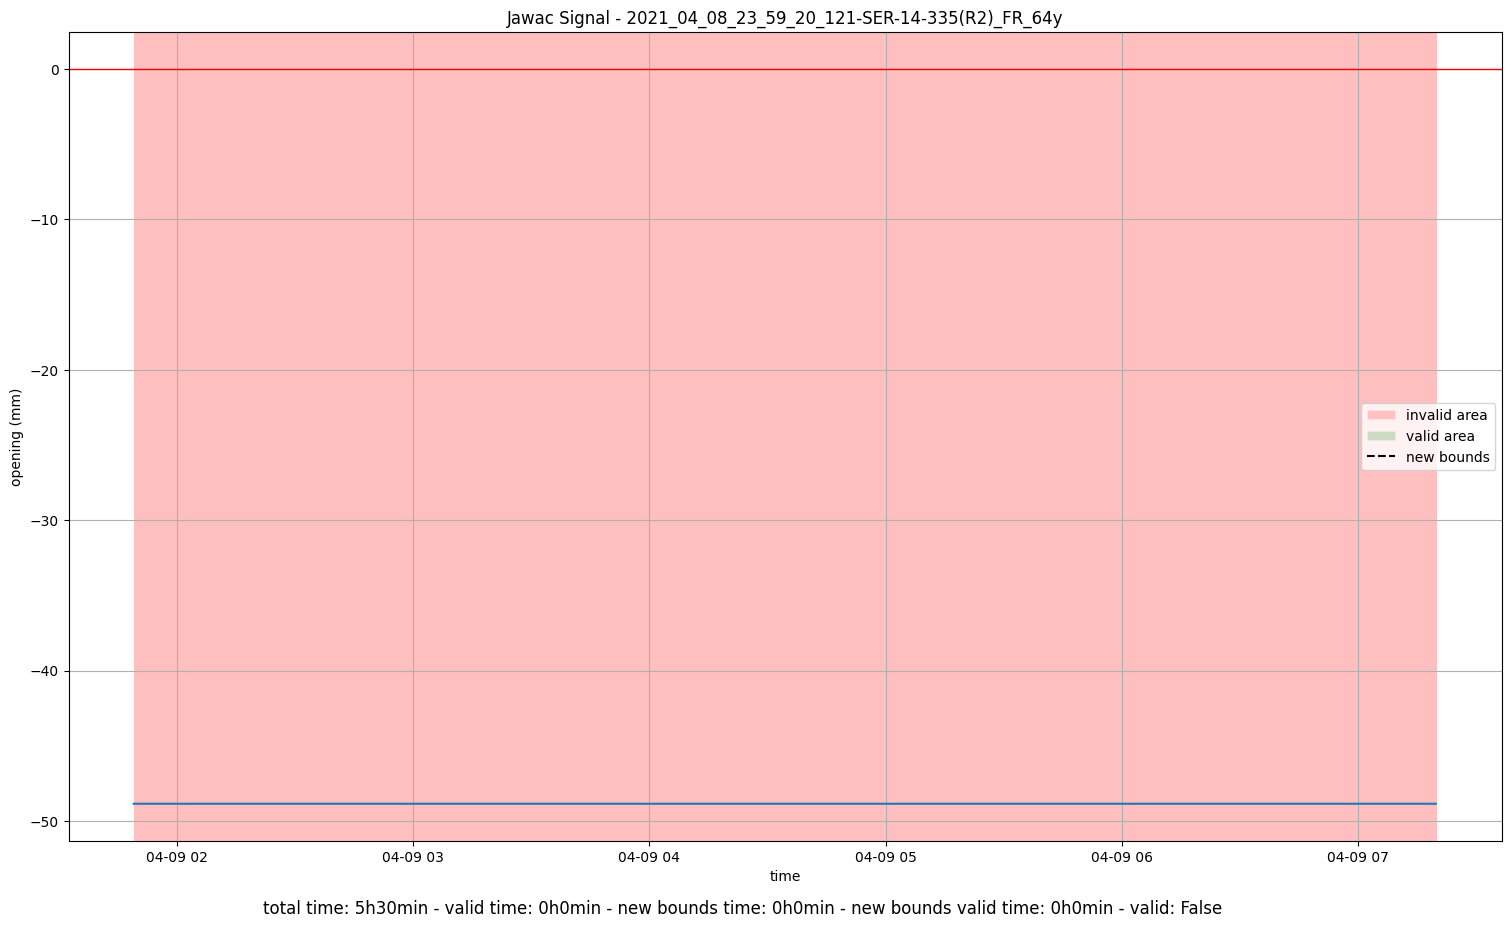 Jawac Signal - 2021_04_08_23_59_20_121-SER-14-335(R2)_FR_64y
0
−10
−20
−30
−40
−50
opening (mm)
invalid area
valid area
new bounds
04-09 02
04-09 03
04-09 04
04-09 05
04-09 06
04-09 07
time
total time: 5h30min - valid time: 0h0min - new bounds time: 0h0min - new bounds valid time: 0h0min - valid: False